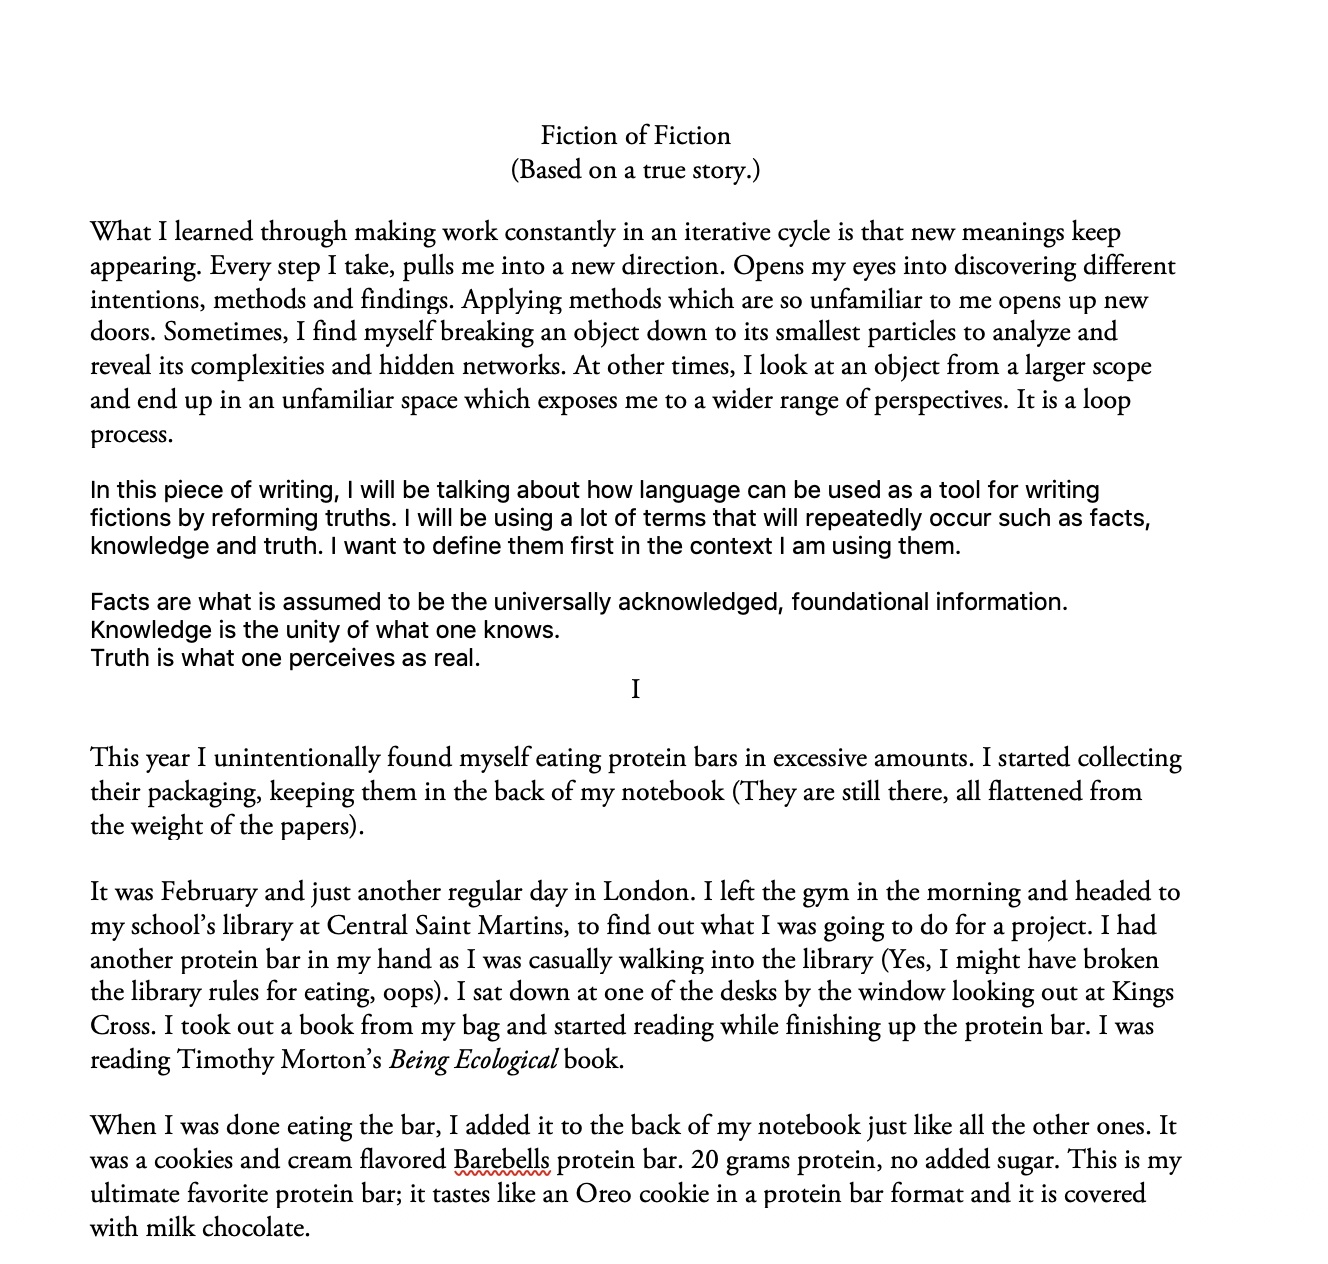 Fiction of Fiction
(Based on a true story.)
What I learned through making work constantly in an iterative cycle is that new meanings keep
appearing. Every step I take, pulls me into a new direction. Opens my eyes into discovering different
intentions, methods and findings. Applying methods which are so unfamiliar to me opens up new
doors. Sometimes, I find myself breaking an object down to its smallest particles to analyze and
reveal its complexities and hidden networks. At other times, I look at an object from a larger scope
and end up in an unfamiliar space which exposes me to a wider range of perspectives. It is a loop
process.
In this piece of writing, I will be talking about how language can be used as a tool for writing
fictions by reforming truths. I will be using a lot of terms that will repeatedly occur such as facts,
knowledge and truth. I want to define them first in the context I am using them.
Facts are what is assumed to be the universally acknowledged, foundational information.
Knowledge is the unity of what one knows.
Truth is what one perceives as real.
I
This year I unintentionally found myself eating protein bars in excessive amounts. I started collecting
their packaging, keeping them in the back of my notebook (They are still there, all flattened from
the weight of the papers).
It was February and just another regular day in London. I left the gym in the morning and headed to
my school’s library at Central Saint Martins, to find out what I was going to do for a project. I had
another protein bar in my hand as I was casually walking into the library (Yes, I might have broken
the library rules for eating, oops). I sat down at one of the desks by the window looking out at Kings
Cross. I took out a book from my bag and started reading while finishing up the protein bar. I was
reading Timothy Morton’s Being Ecological book.
When I was done eating the bar, I added it to the back of my notebook just like all the other ones. It
was a cookies and cream flavored Barebells protein bar. 20 grams protein, no added sugar. This is my
ultimate favorite protein bar; it tastes like an Oreo cookie in a protein bar format and it is covered
with milk chocolate.